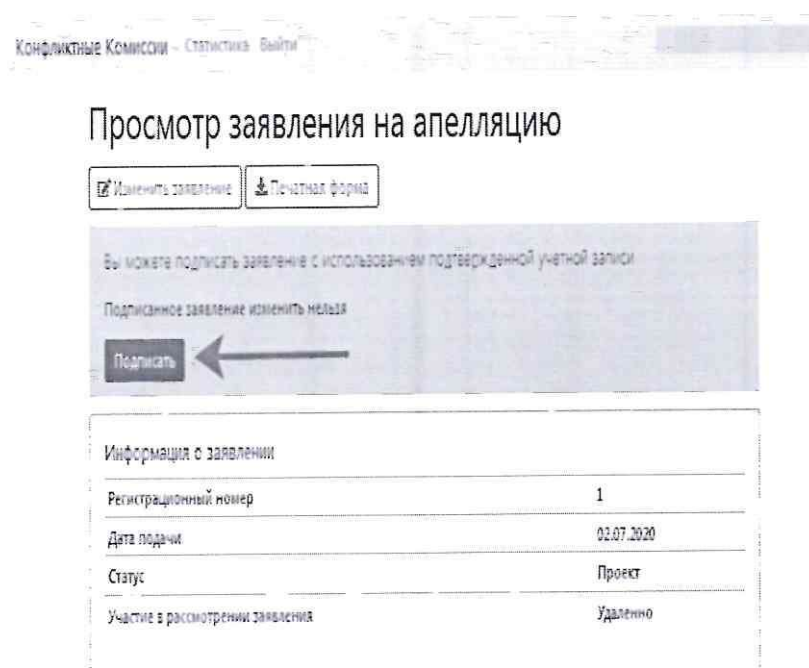 Конфликтные Комиссии – Статистика Выйти
Просмотр заявления на апелляцию
Изменить заявление Печатная форма
Вы можете подписать заявление с использованием подтвержденной учетной записи
Подписанное заявление изменить нельзя
Подписать
Информация о заявлении
Регистрационный номер 1
Дата подачи 02.07.2020
Статус Проект
Участие в рассмотрении заявления Удаленно